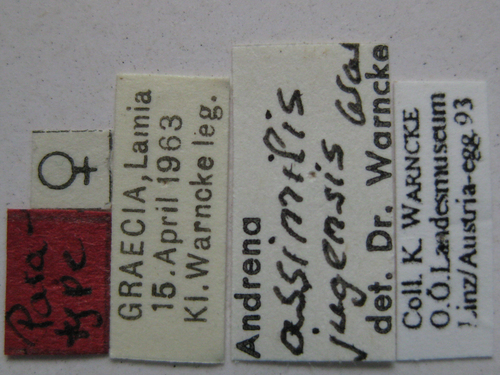 Para-
type
♀
GRAECIA, Lamia
15. April 1963
Kl. Warncke leg.
Andrena
assimilis
jugensis
det. Dr. Warncke
Coll. K. WARNCKE
O.Ö. Landesmuseum
Linz/Austria-egg. 93